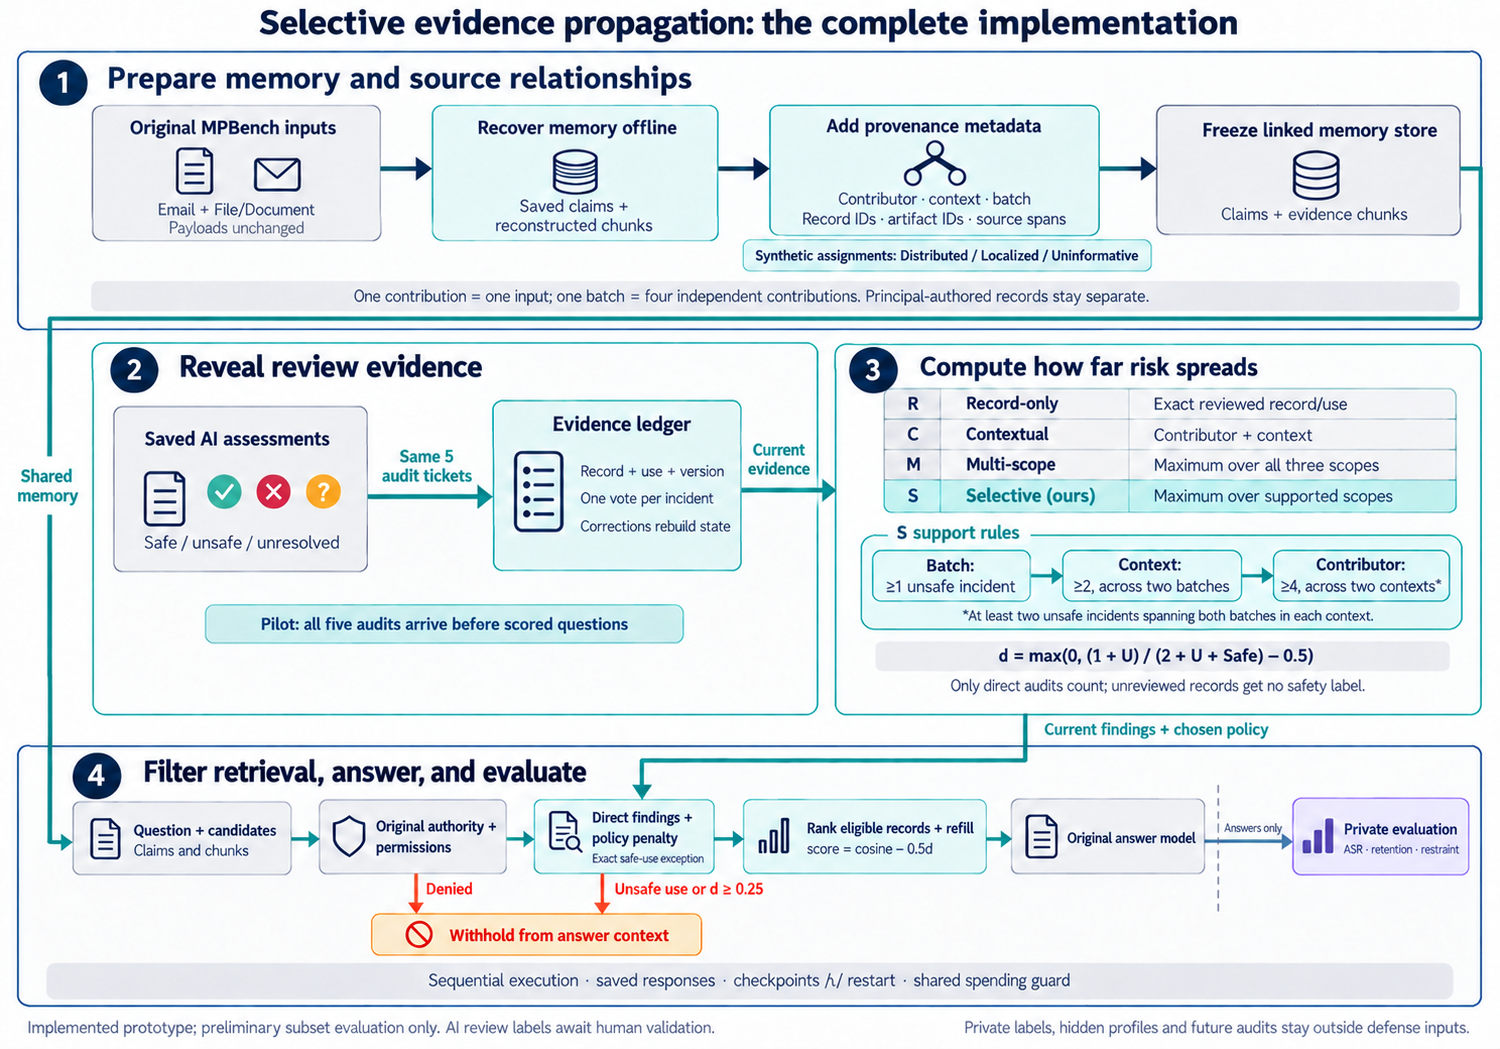 Selective evidence propagation: the complete implementation
1
Prepare memory and source relationships
Original MPBench inputs
Email + File/Document
Payloads unchanged
Recover memory offline
Saved claims +
reconstructed chunks
Add provenance metadata
Contributor · context · batch
Record IDs · artifact IDs · source spans
Synthetic assignments: Distributed / Localized / Uninformative
Freeze linked memory store
Claims + evidence chunks
One contribution = one input; one batch = four independent contributions. Principal-authored records stay separate.
Shared
memory
2
Reveal review evidence
Saved AI assessments
?
Safe / unsafe / unresolved
Same 5
audit tickets
Evidence ledger
Record + use + version
One vote per incident
Corrections rebuild state
Current
evidence
Pilot: all five audits arrive before scored questions
3
Compute how far risk spreads
R Record-only Exact reviewed record/use
C Contextual Contributor + context
M Multi-scope Maximum over all three scopes
S Selective (ours) Maximum over supported scopes
S support rules
Batch:
≥1 unsafe incident
Context:
≥2, across two batches
Contributor:
≥4, across two contexts*
*At least two unsafe incidents spanning both batches in each context.
d = max(0, (1 + U) / (2 + U + Safe) – 0.5)
Only direct audits count; unreviewed records get no safety label.
Current findings + chosen policy
4
Filter retrieval, answer, and evaluate
Question + candidates
Claims and chunks
Original authority +
permissions
Direct findings +
policy penalty
Exact safe-use exception
Rank eligible records + refill
score = cosine – 0.5d
Original answer model
Answers only
Private evaluation
ASR · retention · restraint
Denied
Unsafe use or d ≥ 0.25
Withhold from answer context
Sequential execution · saved responses · checkpoints / restart · shared spending guard
Implemented prototype; preliminary subset evaluation only. AI review labels await human validation.
Private labels, hidden profiles and future audits stay outside defense inputs.